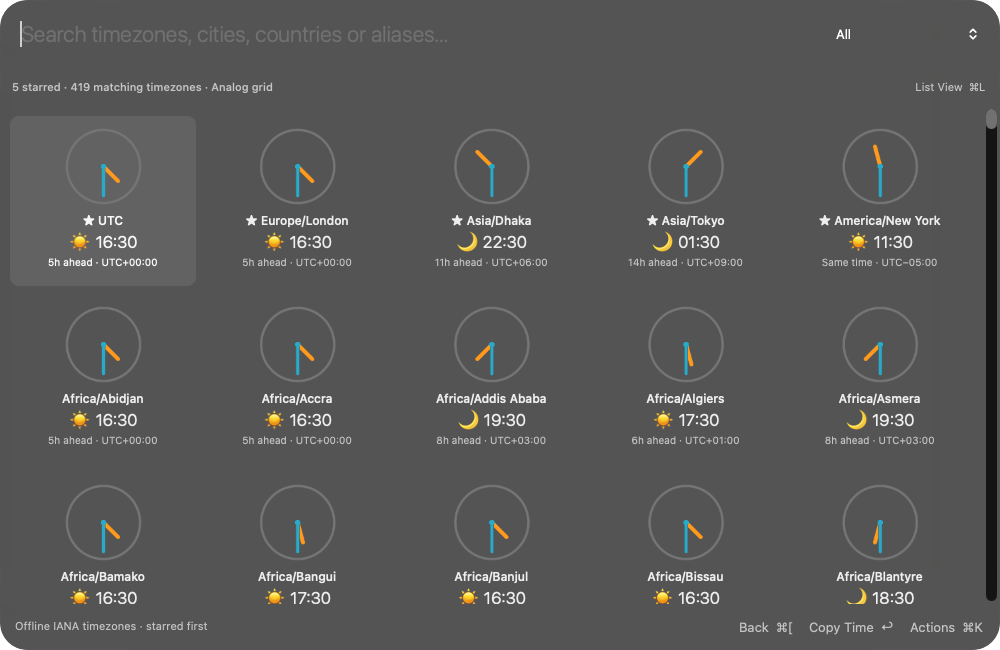 Search timezones, cities, countries or aliases...
All
5 starred · 419 matching timezones · Analog grid
List View ⌘L
★ UTC
☀️ 16:30
5h ahead · UTC+00:00
★ Europe/London
☀️ 16:30
5h ahead · UTC+00:00
★ Asia/Dhaka
🌙 22:30
11h ahead · UTC+06:00
★ Asia/Tokyo
🌙 01:30
14h ahead · UTC+09:00
★ America/New York
☀️ 11:30
Same time · UTC−05:00
Africa/Abidjan
☀️ 16:30
5h ahead · UTC+00:00
Africa/Accra
☀️ 16:30
5h ahead · UTC+00:00
Africa/Addis Ababa
🌙 19:30
8h ahead · UTC+03:00
Africa/Algiers
☀️ 17:30
6h ahead · UTC+01:00
Africa/Asmera
🌙 19:30
8h ahead · UTC+03:00
Africa/Bamako
☀️ 16:30
Africa/Bangui
☀️ 17:30
Africa/Banjul
☀️ 16:30
Africa/Bissau
☀️ 16:30
Africa/Blantyre
🌙 18:30
Offline IANA timezones · starred first
Back ⌘[
Copy Time ↩
Actions ⌘K